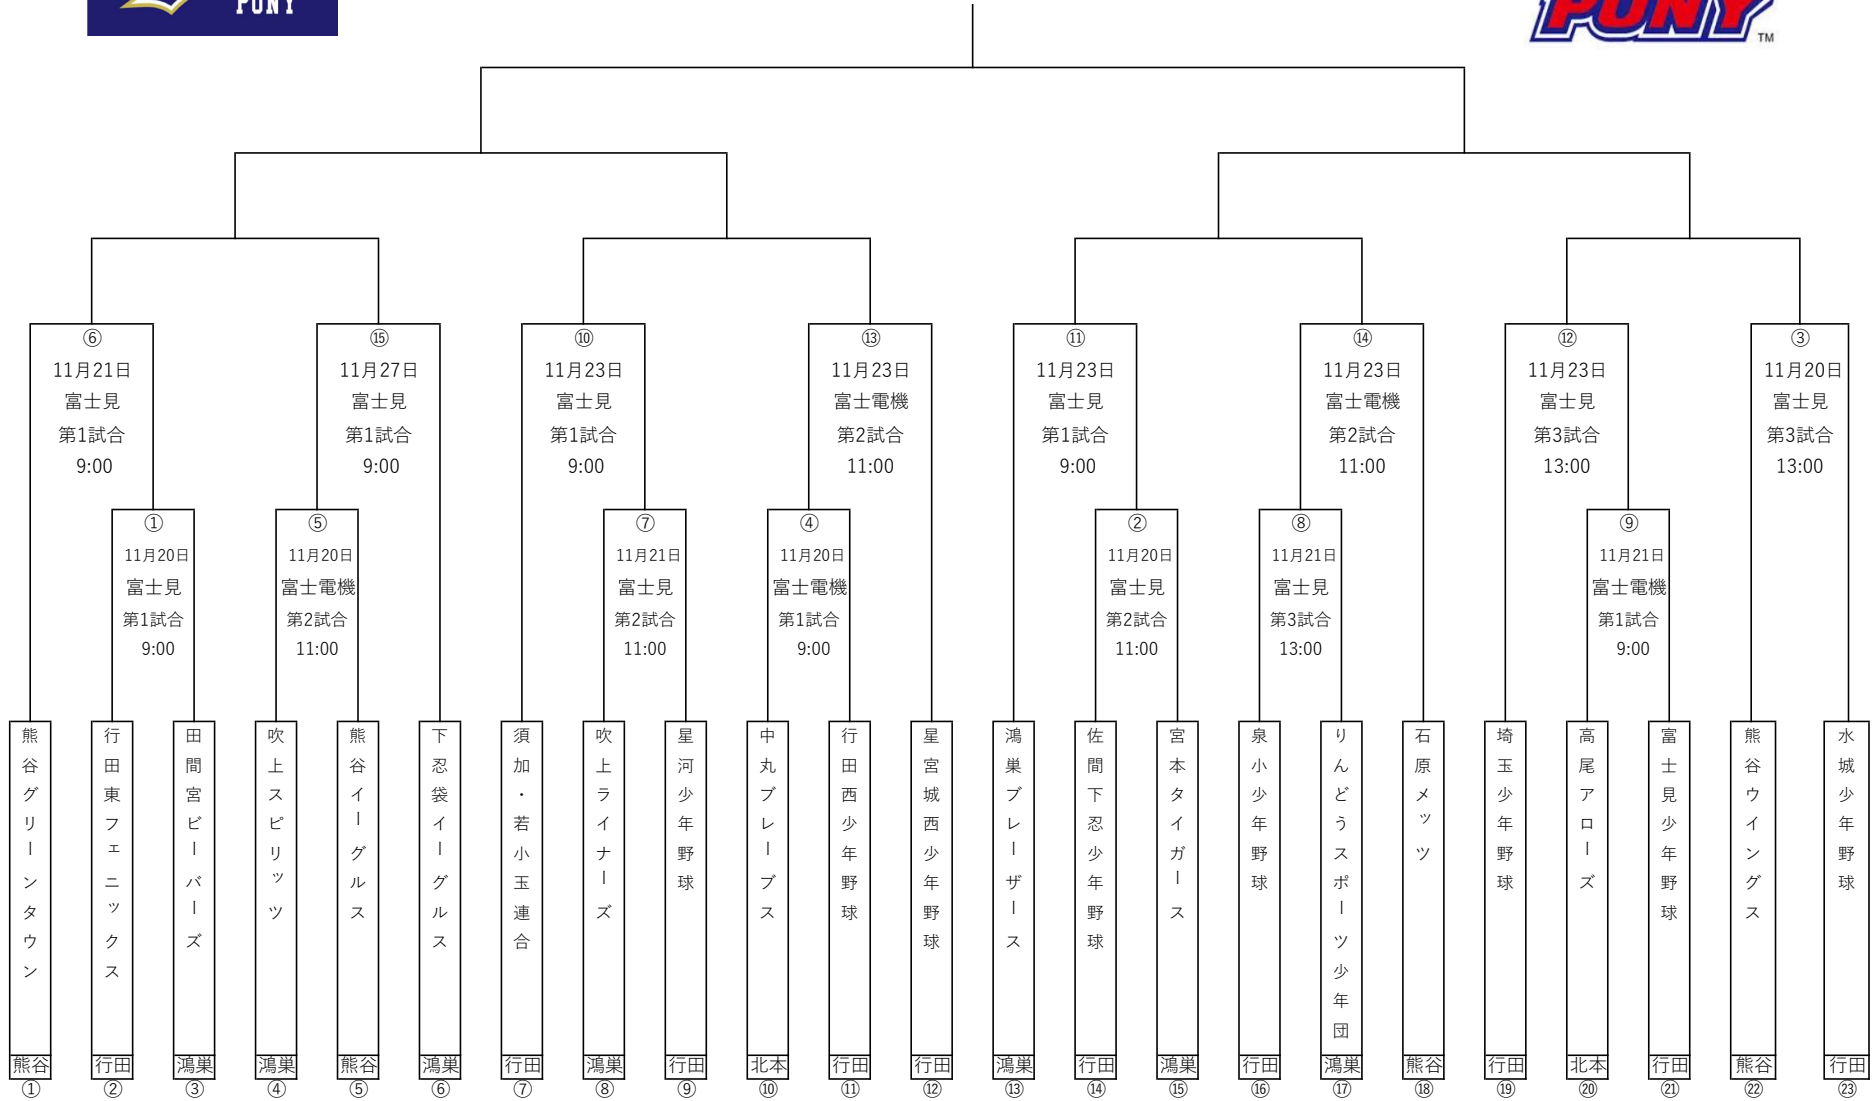 PONY
PONY
TM
⑥
11月21日
富士見
第1試合
9:00
⑮
11月27日
富士見
第1試合
9:00
⑩
11月23日
富士見
第1試合
9:00
⑬
11月23日
富士電機
第2試合
11:00
⑪
11月23日
富士見
第1試合
9:00
⑭
11月23日
富士電機
第2試合
11:00
⑫
11月23日
富士見
第3試合
13:00
③
11月20日
富士見
第3試合
13:00
①
11月20日
富士見
第1試合
9:00
⑤
11月20日
富士電機
第2試合
11:00
⑦
11月21日
富士見
第2試合
11:00
④
11月20日
富士電機
第1試合
9:00
②
11月20日
富士見
第2試合
11:00
⑧
11月21日
富士見
第3試合
13:00
⑨
11月21日
富士電機
第1試合
9:00
熊谷グリーンタウン
熊谷
①
行田東フェニックス
行田
②
田間宮ビーバーズ
鴻巣
③
吹上スピリッツ
鴻巣
④
熊谷イーグルス
熊谷
⑤
下忍袋イーグルス
鴻巣
⑥
須加・若小玉連合
行田
⑦
吹上ライナーズ
鴻巣
⑧
星河少年野球
行田
⑨
中丸ブレーブス
北本
⑩
行田西少年野球
行田
⑪
星宮城西少年野球
行田
⑫
鴻巣ブレーザース
鴻巣
⑬
佐間下忍少年野球
行田
⑭
宮本タイガース
鴻巣
⑮
泉小少年野球
行田
⑯
りんどうスポーツ少年団
鴻巣
⑰
石原メッツ
熊谷
⑱
埼玉少年野球
行田
⑲
高尾アローズ
北本
⑳
富士見少年野球
行田
㉑
熊谷ウイングス
熊谷
㉒
水城少年野球
行田
㉓